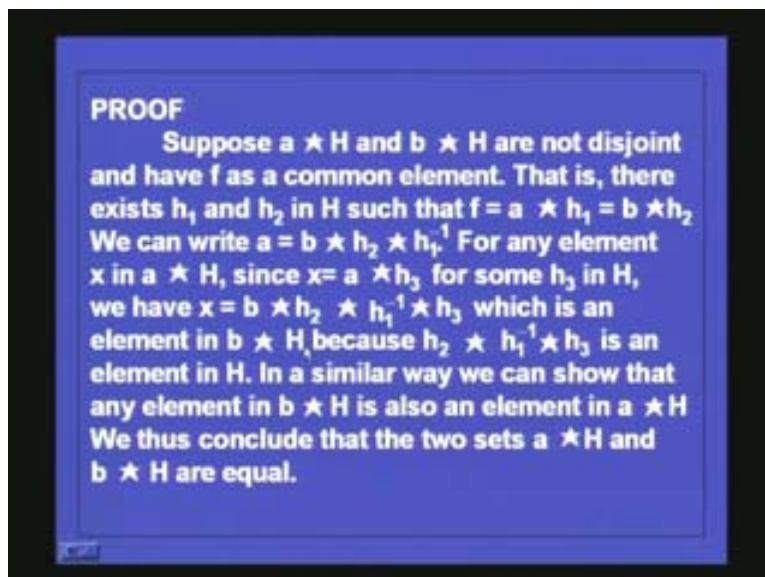 PROOF
Suppose a ★ H and b ★ H are not disjoint
and have f as a common element. That is, there
exists h₁ and h₂ in H such that f = a ★ h₁ = b ★ h₂
We can write a = b ★ h₂ ★ h₁⁻¹. For any element
x in a ★ H, since x= a ★ h₃ for some h₃ in H,
we have x = b ★ h₂ ★ h₁⁻¹ ★ h₃ which is an
element in b ★ H, because h₂ ★ h₁⁻¹ ★ h₃ is an
element in H. In a similar way we can show that
any element in b ★ H is also an element in a ★ H
We thus conclude that the two sets a ★ H and
b ★ H are equal.